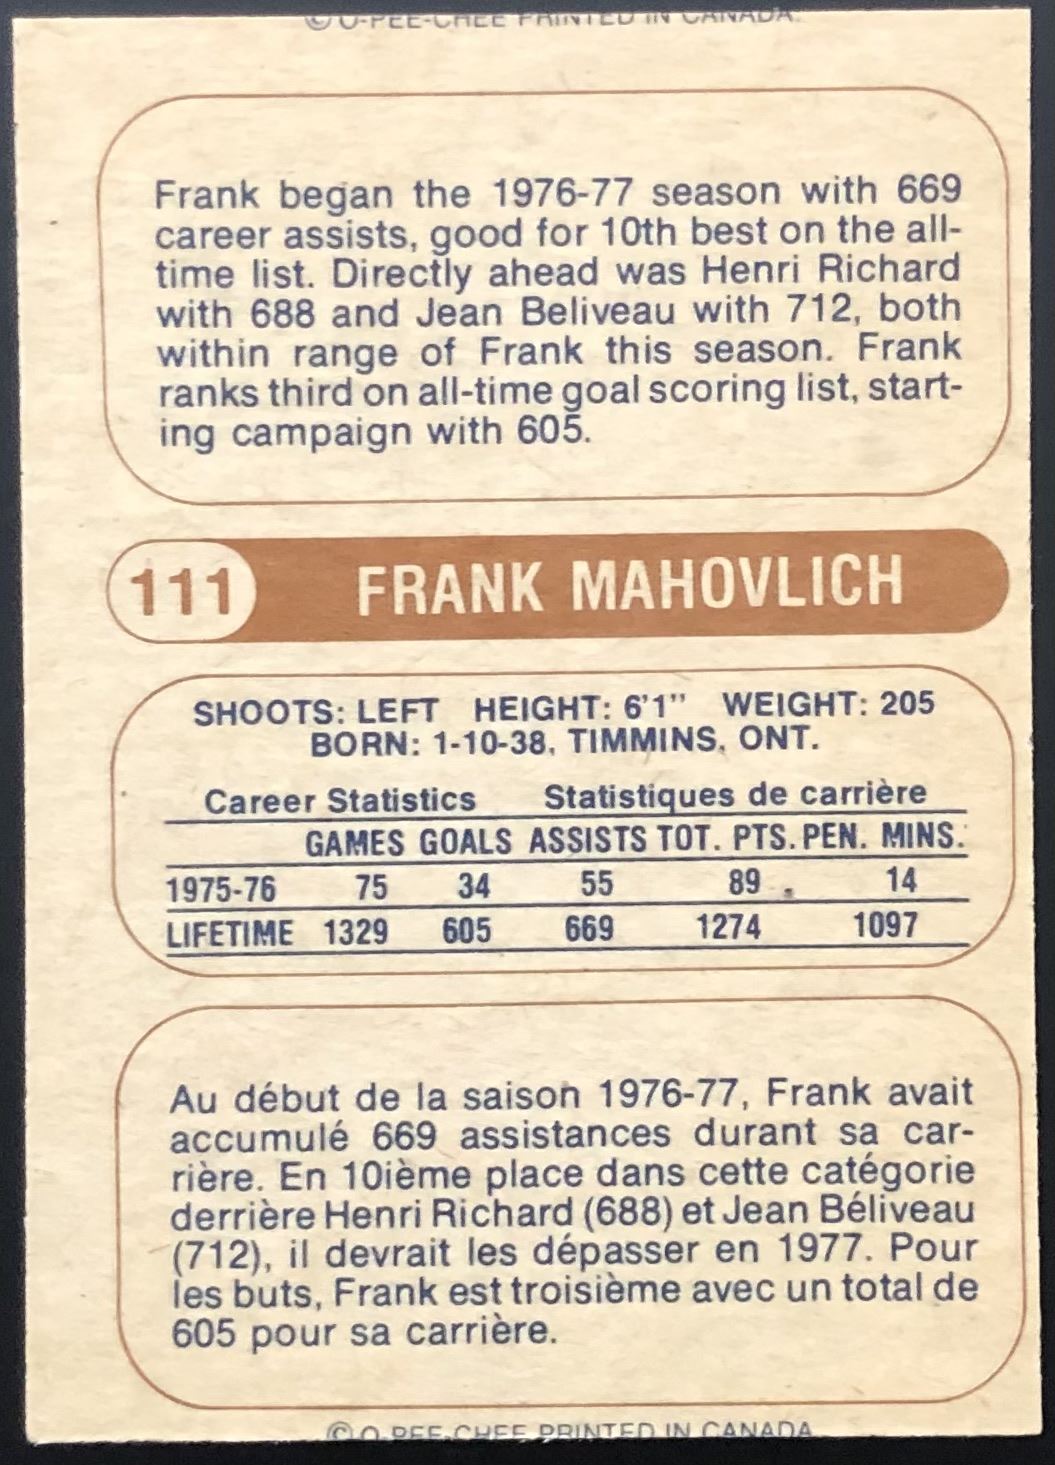 © O-PEE-CHEE PRINTED IN CANADA.
Frank began the 1976-77 season with 669
career assists, good for 10th best on the all-
time list. Directly ahead was Henri Richard
with 688 and Jean Beliveau with 712, both
within range of Frank this season. Frank
ranks third on all-time goal scoring list, start-
ing campaign with 605.
111 FRANK MAHOVLICH
SHOOTS: LEFT HEIGHT: 6'1" WEIGHT: 205
BORN: 1-10-38, TIMMINS, ONT.
Career Statistics Statistiques de carrière
GAMES GOALS ASSISTS TOT. PTS. PEN. MINS.
1975-76 75 34 55 89 14
LIFETIME 1329 605 669 1274 1097
Au début de la saison 1976-77, Frank avait
accumulé 669 assistances durant sa car-
rière. En 10ième place dans cette catégorie
derrière Henri Richard (688) et Jean Béliveau
(712), il devrait les dépasser en 1977. Pour
les buts, Frank est troisième avec un total de
605 pour sa carrière.
© O-PEE-CHEE PRINTED IN CANADA